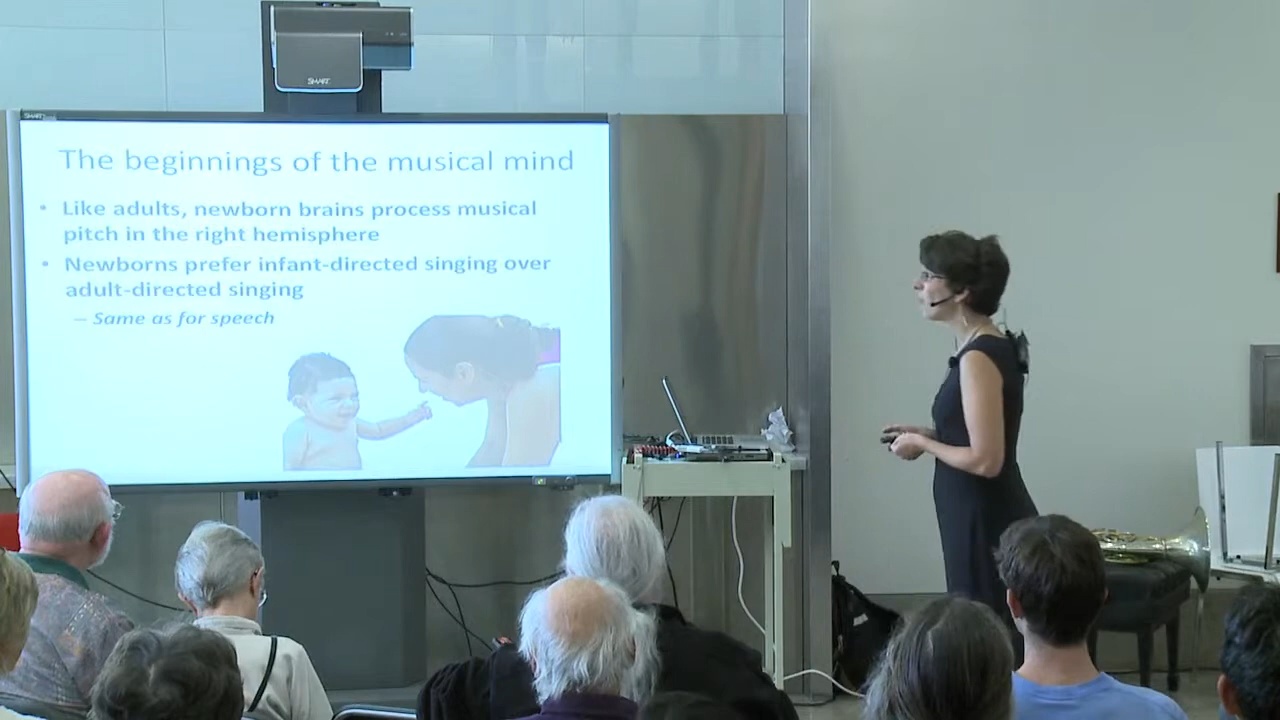 SMART
SMART
The beginnings of the musical mind
• Like adults, newborn brains process musical
pitch in the right hemisphere
• Newborns prefer infant-directed singing over
adult-directed singing
– Same as for speech